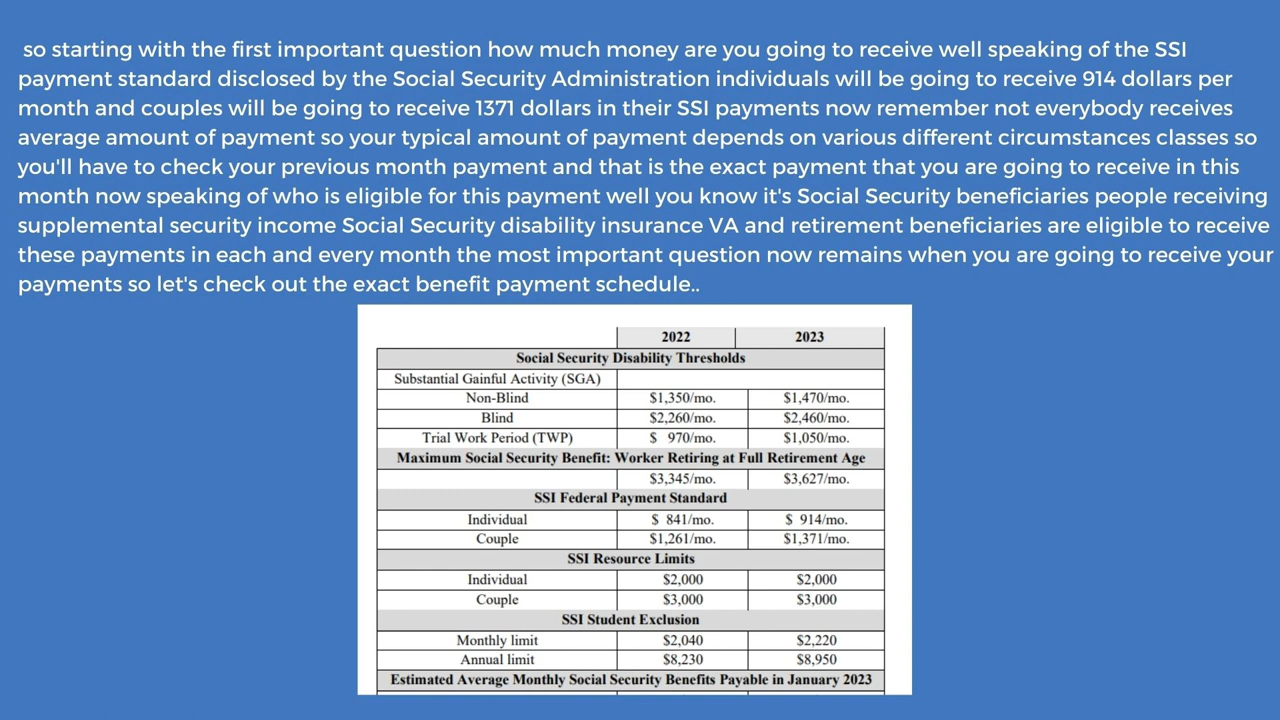 so starting with the first important question how much money are you going to receive well speaking of the SSI
payment standard disclosed by the Social Security Administration individuals will be going to receive 914 dollars per
month and couples will be going to receive 1371 dollars in their SSI payments now remember not everybody receives
average amount of payment so your typical amount of payment depends on various different circumstances classes so
you'll have to check your previous month payment and that is the exact payment that you are going to receive in this
month now speaking of who is eligible for this payment well you know it's Social Security beneficiaries people receiving
supplemental security income Social Security disability insurance VA and retirement beneficiaries are eligible to receive
these payments in each and every month the most important question now remains when you are going to receive your
payments so let's check out the exact benefit payment schedule..
2022 2023
Social Security Disability Thresholds
Substantial Gainful Activity (SGA)
Non-Blind $1,350/mo. $1,470/mo.
Blind $2,260/mo. $2,460/mo.
Trial Work Period (TWP) $ 970/mo. $1,050/mo.
Maximum Social Security Benefit: Worker Retiring at Full Retirement Age
$3,345/mo. $3,627/mo.
SSI Federal Payment Standard
Individual $ 841/mo. $ 914/mo.
Couple $1,261/mo. $1,371/mo.
SSI Resource Limits
Individual $2,000 $2,000
Couple $3,000 $3,000
SSI Student Exclusion
Monthly limit $2,040 $2,220
Annual limit $8,230 $8,950
Estimated Average Monthly Social Security Benefits Payable in January 2023